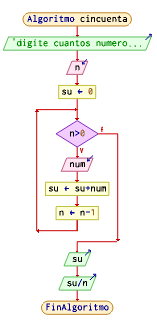 Algoritmo cincuenta
'digite cuantos numero...
n
su ← 0
n>0
F
V
num
su ← su+num
n ← n-1
su
su/n
FinAlgoritmo